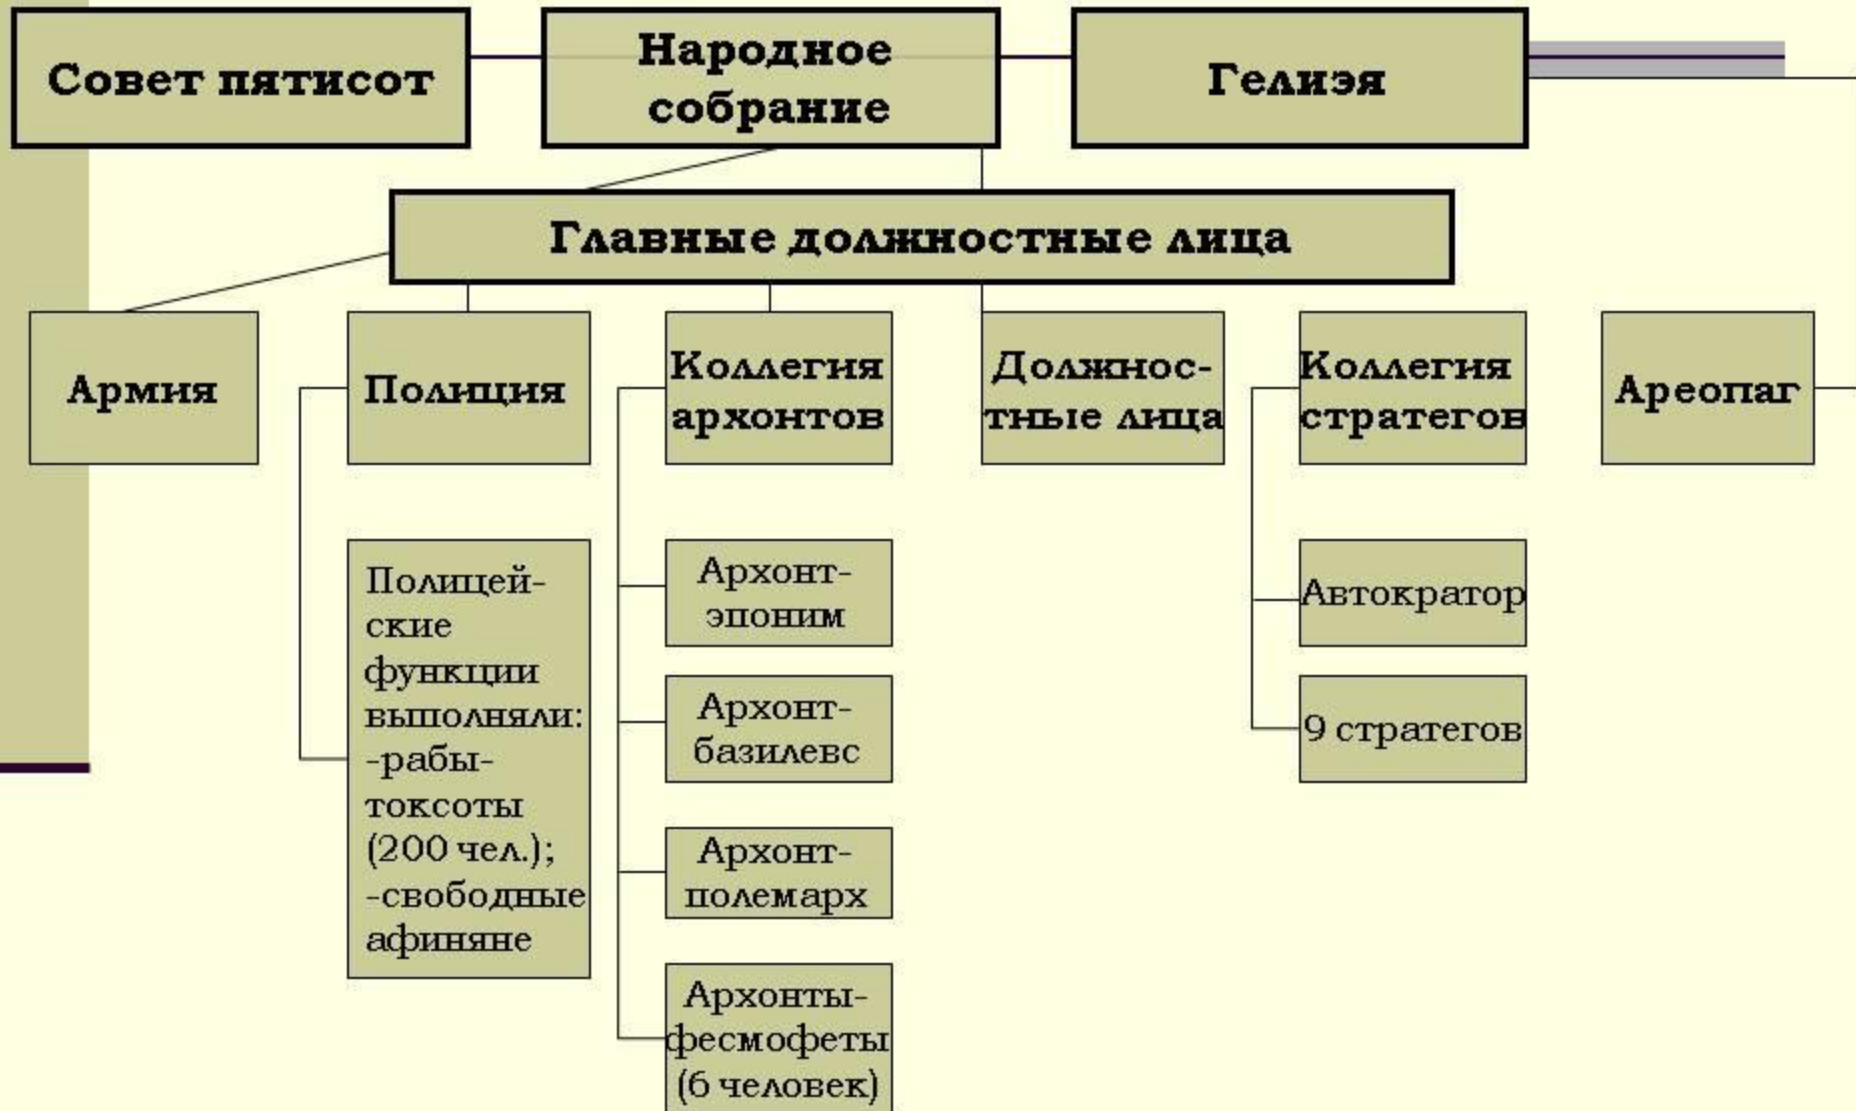 Совет пятисот
Народное
собрание
Гелиэя
Главные должностные лица
Армия
Полиция
Коллегия
архонтов
Должнос-
тные лица
Коллегия
стратегов
Ареопаг
Полицей-
ские
функции
выполняли:
-рабы-
токсоты
(200 чел.);
-свободные
афиняне
Архонт-
эпоним
Архонт-
базилевс
Архонт-
полемарх
Архонты-
фесмофеты
(6 человек)
Автократор
9 стратегов